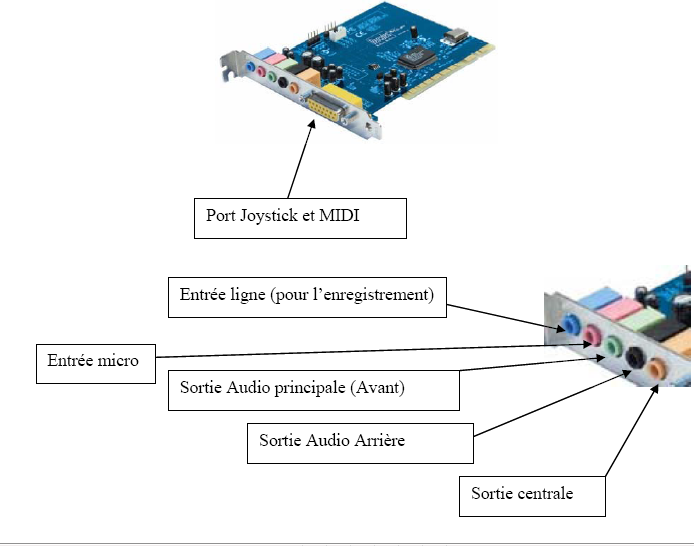 Port Joystick et MIDI
Entrée ligne (pour l'enregistrement)
Entrée micro
Sortie Audio principale (Avant)
Sortie Audio Arrière
Sortie centrale